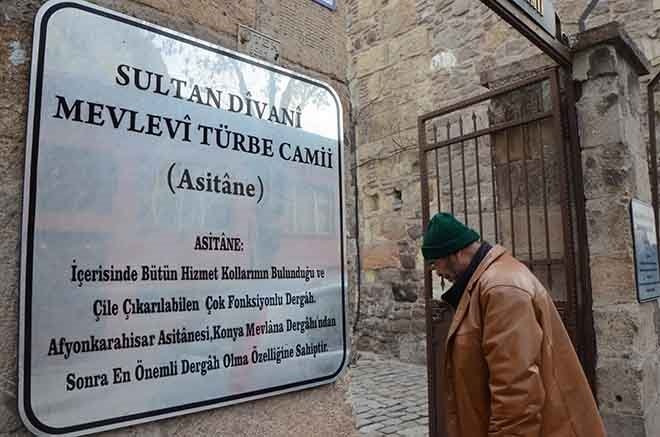 SULTAN DÎVANÎ
MEVLEVÎ TÜRBE CAMİİ
(Asitâne)
ASİTÂNE:
İçerisinde Bütün Hizmet Kollarının Bulunduğu ve
Çile Çıkarılabilen Çok Fonksiyonlu Dergâh.
Afyonkarahisar Asitânesi,Konya Mevlâna Dergâhı'ndan
Sonra En Önemli Dergâh Olma Özelliğine Sahiptir.